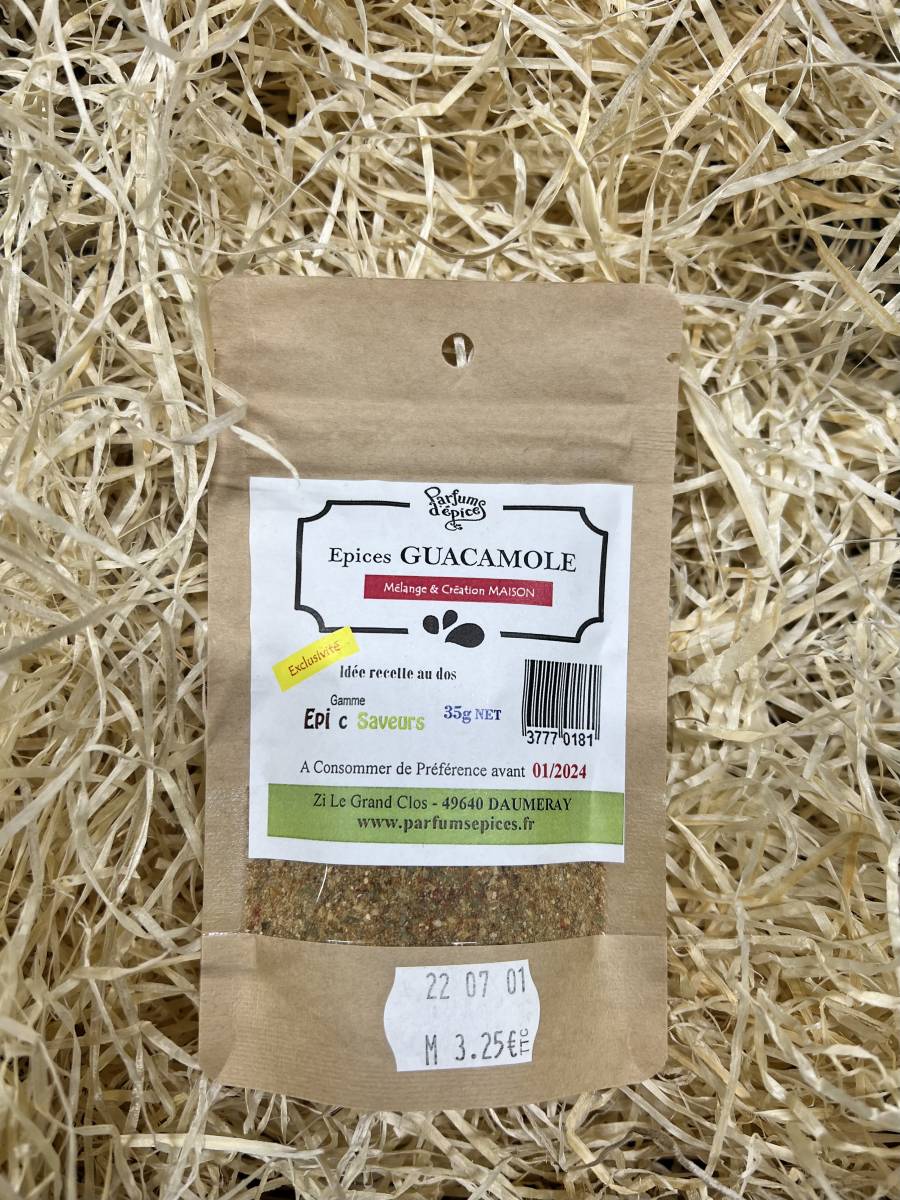 Parfums
d'épices
Epices GUACAMOLE
Mélange & Création MAISON
Exclusivité
Idée recette au dos
Gamme
Epi c Saveurs
35g NET
3777 0181
A Consommer de Préférence avant 01/2024
Zi Le Grand Clos - 49640 DAUMERAY
www.parfumsepices.fr
22 07 01
M 3.25€ TTC